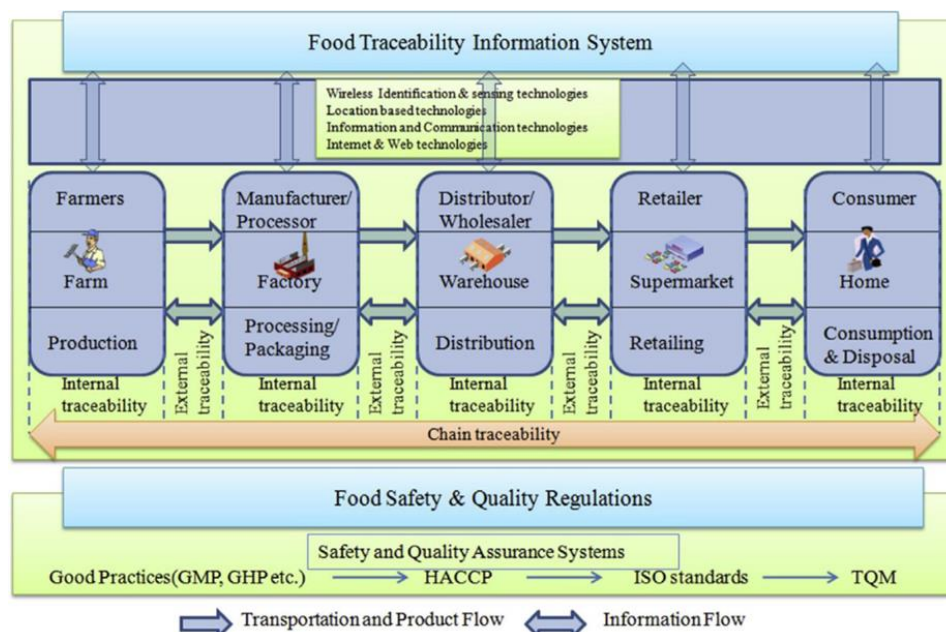 Food Traceability Information System
Wireless Identification & sensing technologies
Location based technologies
Information and Communication technologies
Internet & Web technologies
Farmers
Farm
Production
Manufacturer/
Processor
Factory
Processing/
Packaging
Distributor/
Wholesaler
Warehouse
Distribution
Retailer
Supermarket
Retailing
Consumer
Home
Consumption
& Disposal
Internal
traceability
External
traceability
Internal
traceability
External
traceability
Internal
traceability
External
traceability
Internal
traceability
External
traceability
Internal
traceability
Chain traceability
Food Safety & Quality Regulations
Safety and Quality Assurance Systems
Good Practices(GMP, GHP etc.) HACCP ISO standards TQM
Transportation and Product Flow Information Flow